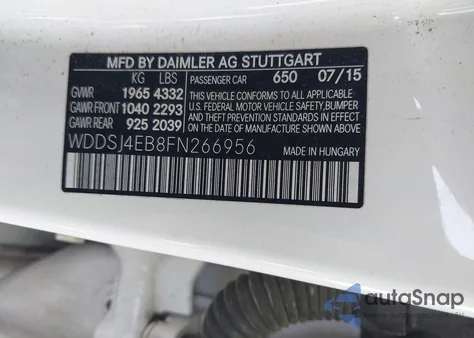 MFD BY DAIMLER AG STUTTGART
KG LBS PASSENGER CAR 650 07/15
GVWR 1965 4332 THIS VEHICLE CONFORMS TO ALL APPLICABLE
GAWR FRONT 1040 2293 U.S. FEDERAL MOTOR VEHICLE SAFETY, BUMPER
GAWR REAR 925 2039 AND THEFT PREVENTION STANDARDS IN EFFECT
ON THE DATE OF MANUFACTURE SHOWN ABOVE.
WDDSJ4EB8FN266956 MADE IN HUNGARY
autoSnap